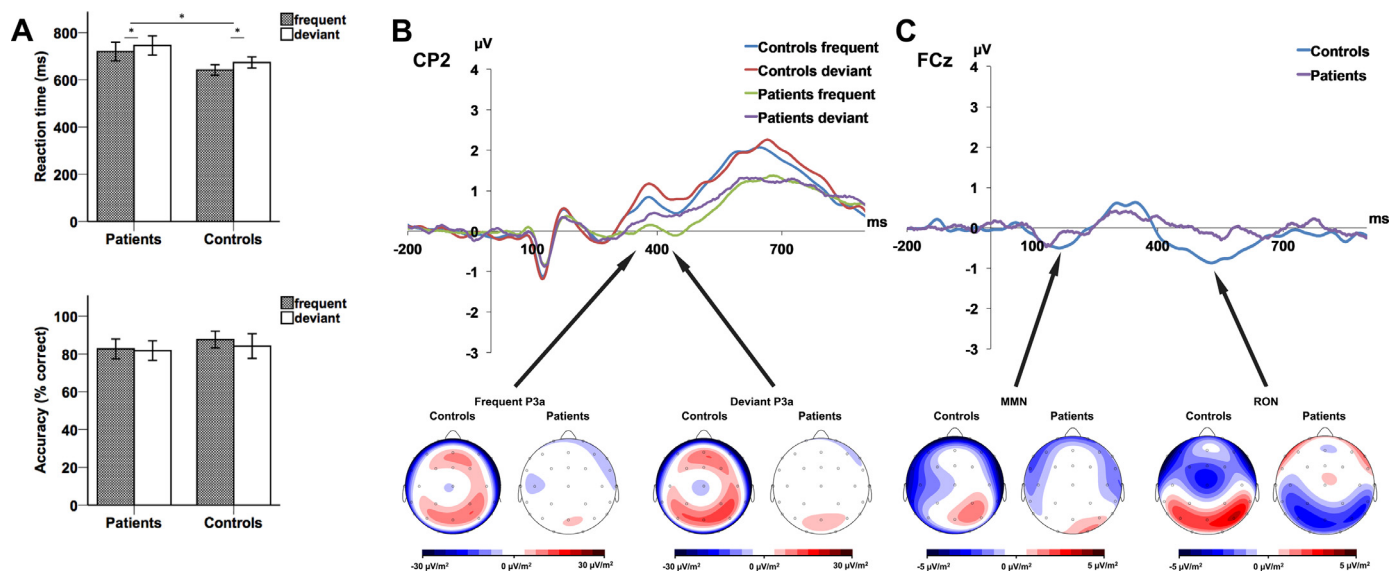 A
*
*
*
frequent
deviant
800
600
400
200
0
Reaction time (ms)
Patients
Controls
frequent
deviant
100
80
60
40
20
0
Accuracy (% correct)
Patients
Controls
B
CP2
µV
Controls frequent
Controls deviant
Patients frequent
Patients deviant
4
3
2
1
0
-1
-2
-3
-200
100
400
700
ms
Frequent P3a
Controls
Patients
Deviant P3a
Controls
Patients
-30 µV/m²
0 µV/m²
30 µV/m²
-30 µV/m²
0 µV/m²
30 µV/m²
C
FCz
µV
Controls
Patients
4
3
2
1
0
-1
-2
-3
-200
100
400
700
ms
MMN
Controls
Patients
RON
Controls
Patients
-5 µV/m²
0 µV/m²
5 µV/m²
-5 µV/m²
0 µV/m²
5 µV/m²